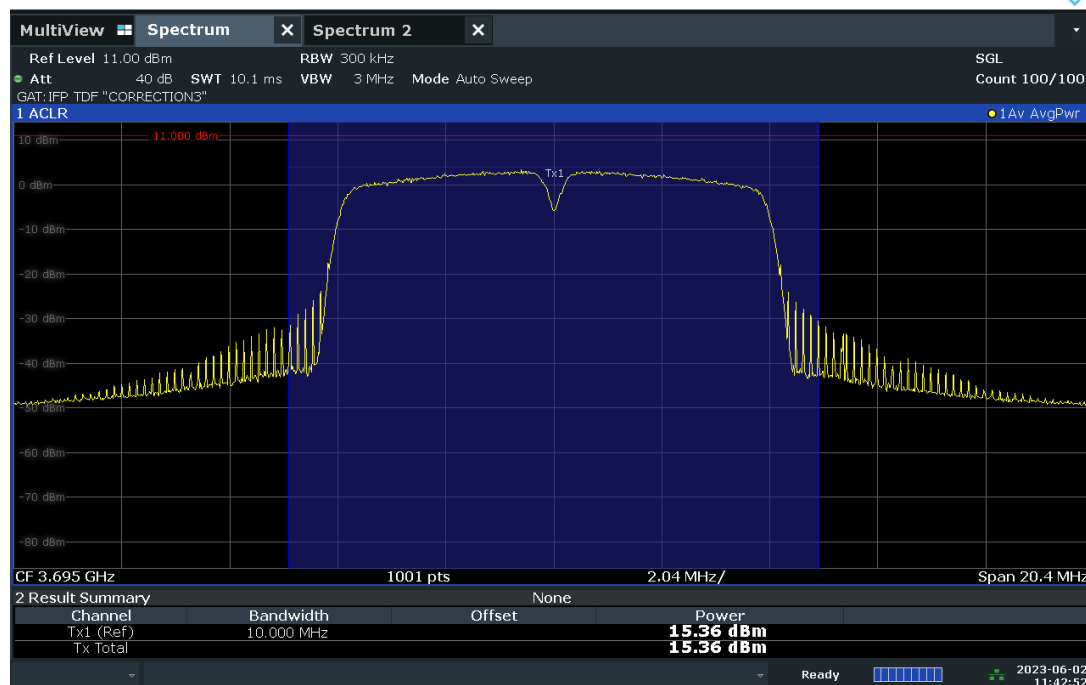 MultiView Spectrum X Spectrum 2 X
Ref Level 11.00 dBm RBW 300 kHz SGL
Att 40 dB SWT 10.1 ms VBW 3 MHz Mode Auto Sweep Count 100/100
GAT:IFP TDF "CORRECTION3"
1 ACLR 1Av AvgPwr
10 dBm 11.000 dBm
Tx1
0 dBm
-10 dBm
-20 dBm
-30 dBm
-40 dBm
-50 dBm
-60 dBm
-70 dBm
-80 dBm
CF 3.695 GHz 1001 pts 2.04 MHz/ Span 20.4 MHz
2 Result Summary None
Channel Bandwidth Offset Power
Tx1 (Ref) 10.000 MHz 15.36 dBm
Tx Total 15.36 dBm
Ready 2023-06-02
11:42:52